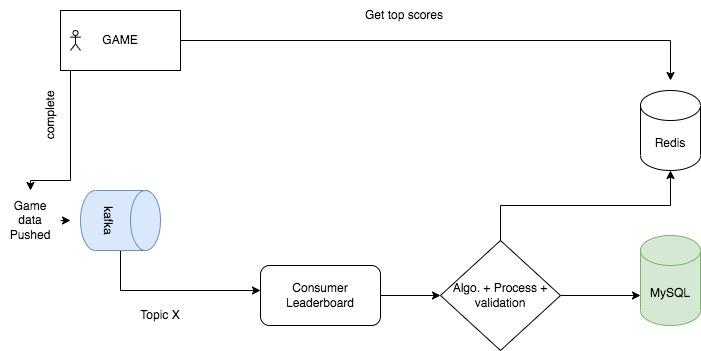 Get top scores
GAME
complete
Redis
Game
data
Pushed
kafka
Consumer
Leaderboard
Algo. + Process +
validation
MySQL
Topic X